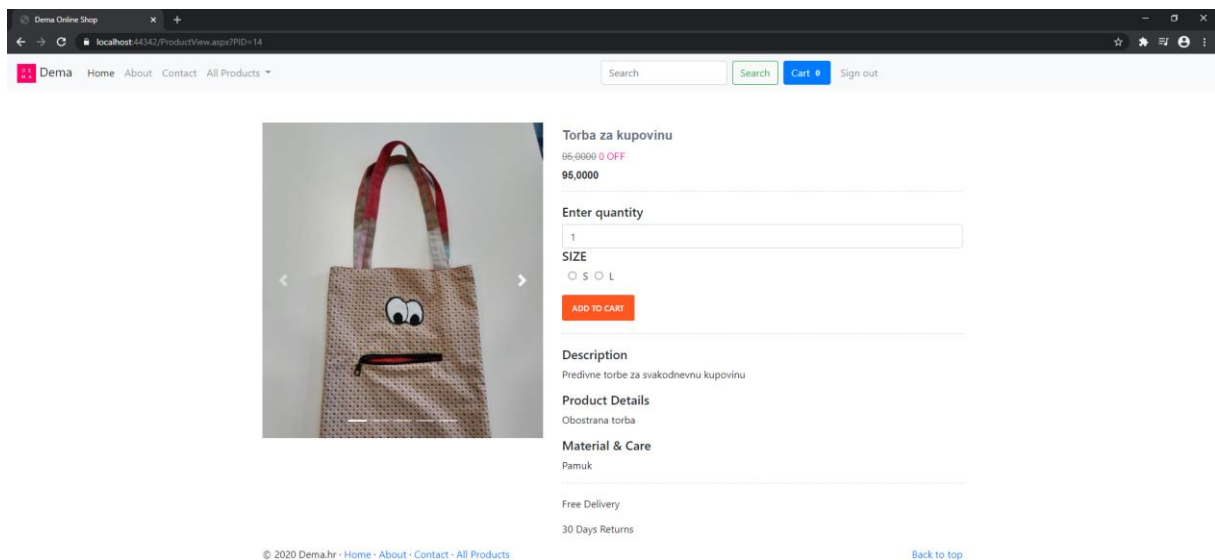 Dema Online Shop
localhost:44342/ProductView.aspx?PID=14
DE
MA
Dema Home About Contact All Products Search Search Cart 0 Sign out
Torba za kupovinu
95,0000 0 OFF
95,0000
Enter quantity
1
SIZE
S L
ADD TO CART
Description
Predivne torbe za svakodnevnu kupovinu
Product Details
Obostrana torba
Material & Care
Pamuk
Free Delivery
30 Days Returns
© 2020 Dema.hr · Home · About · Contact · All Products Back to top